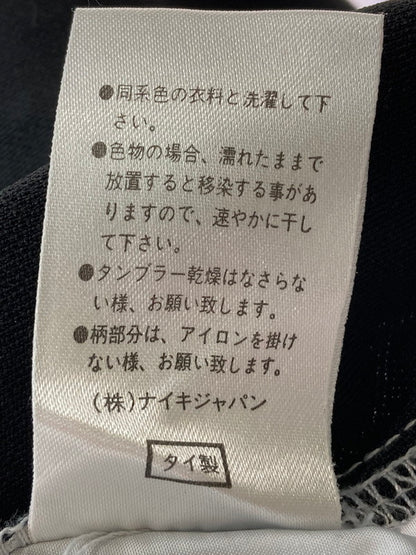 ●同系色の衣料と洗濯して下
さい。
●色物の場合、濡れたままで
放置すると移染する事があ
りますので、速やかに干し
て下さい。
●タンブラー乾燥はなさらな
い様、お願い致します。
●柄部分は、アイロンを掛け
ない様、お願い致します。
(株)ナイキジャパン
タイ製